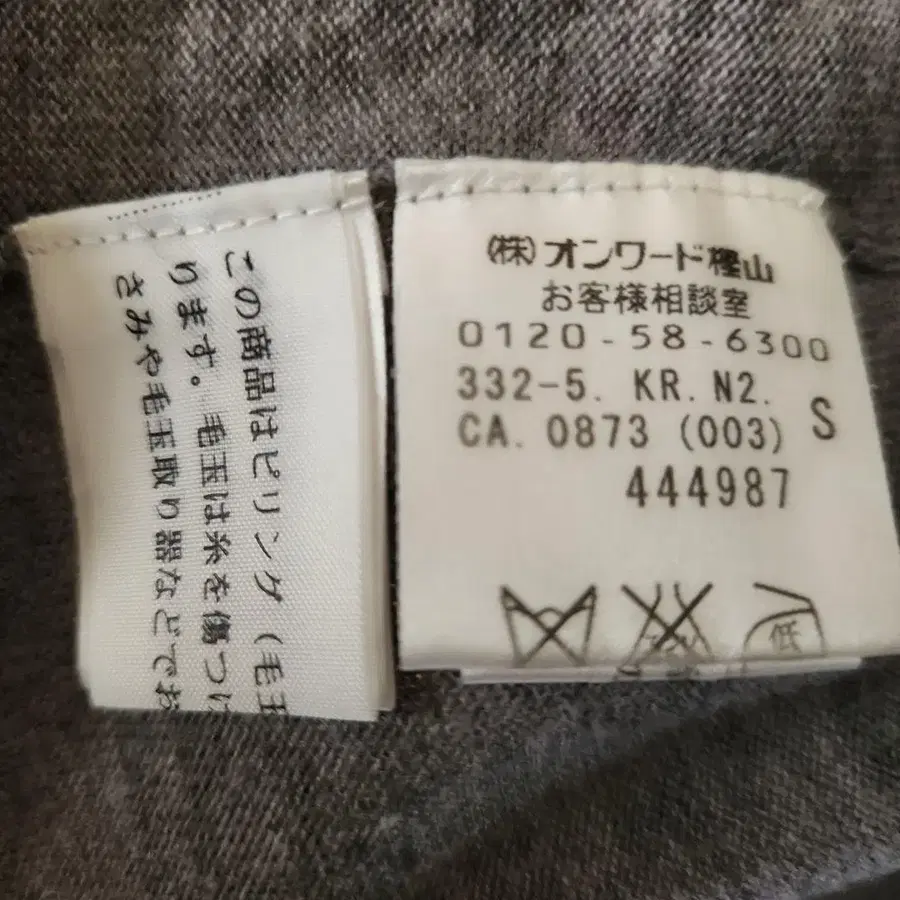 この商品はピリング（毛玉
ります。毛玉は糸を傷つけ
さみや毛玉取り器などでお
(株)オンワード樫山
お客様相談室
0120-58-6300
332-5. KR. N2.
CA. 0873 (003) S
444987
低